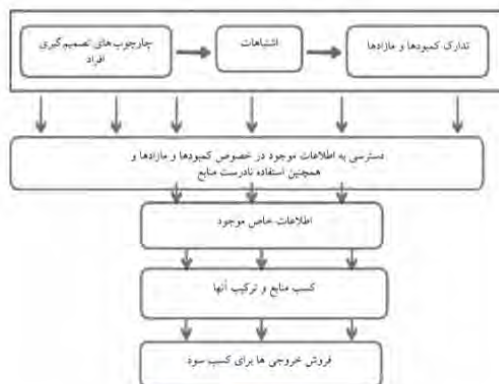 چارچوب‌های تصمیم‌گیری
افراد
اشتباهات
تدارک کمبودها و مازادها
دسترسی به اطلاعات موجود در خصوص کمبودها و مازادها و
همچنین استفاده نادرست منابع
اطلاعات خاص موجود
کسب منابع و ترکیب آنها
فروش خروجی ها برای کسب سود